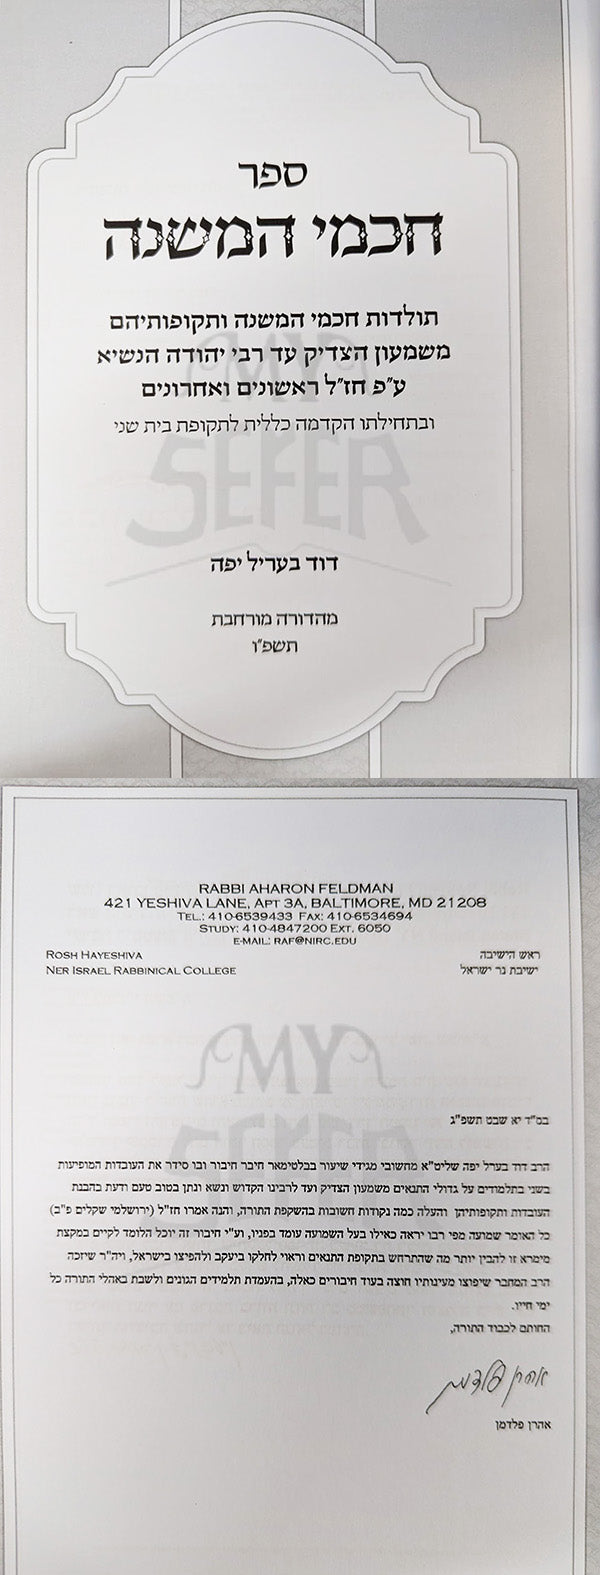 ספר
חכמי המשנה
תולדות חכמי המשנה ותקופותיהם
משמעון הצדיק עד רבי יהודה הנשיא
ע"פ חז"ל ראשונים ואחרונים
ובתחילתו הקדמה כללית לתקופת בית שני
MY
SEFER
דוד בעריל יפה
מהדורה מורחבת
תשפ"ו
RABBI AHARON FELDMAN
421 YESHIVA LANE, APT 3A, BALTIMORE, MD 21208
TEL.: 410-6539433 FAX: 410-6534694
STUDY: 410-4847200 EXT. 6050
E-MAIL: RAF@NIRC.EDU
ROSH HAYESHIVA ראש הישיבה
NER ISRAEL RABBINICAL COLLEGE ישיבת נר ישראל
MY
SEFER
בס"ד יא שבט תשפ"ג
הרב דוד בערל יפה שליט"א מחשובי מגידי שיעור בבלטימאר חיבר חיבור ובו סידר את העובדות המופיעות
בשני בתלמודים על גדולי התנאים משמעון הצדיק ועד לרבינו הקדוש ונשא ונתן בטוב טעם ודעת בהבנת
העובדות ותקופותיהן והעלה כמה נקודות חשובות בהשקפת התורה, והנה אמרו חז"ל (ירושלמי שקלים פ"ב)
כל האומר שמועה מפי רבו יראה כאילו בעל השמועה עומד בפניו, וע"י חיבור זה יוכל הלומד לקיים במקצת
מימרא זו להבין יותר מה שהתרחש בתקופת התנאים וראוי לחלקו ביעקב ולהפיצו בישראל, ויה"ר שיזכה
הרב המחבר שיפוצו מעינותיו חוצה בעוד חיבורים כאלה, בהעמדת תלמידים הגונים ולשבת באהלי התורה כל
ימי חייו.
החותם לכבוד התורה,
אהרן פלדמן
אהרן פלדמן